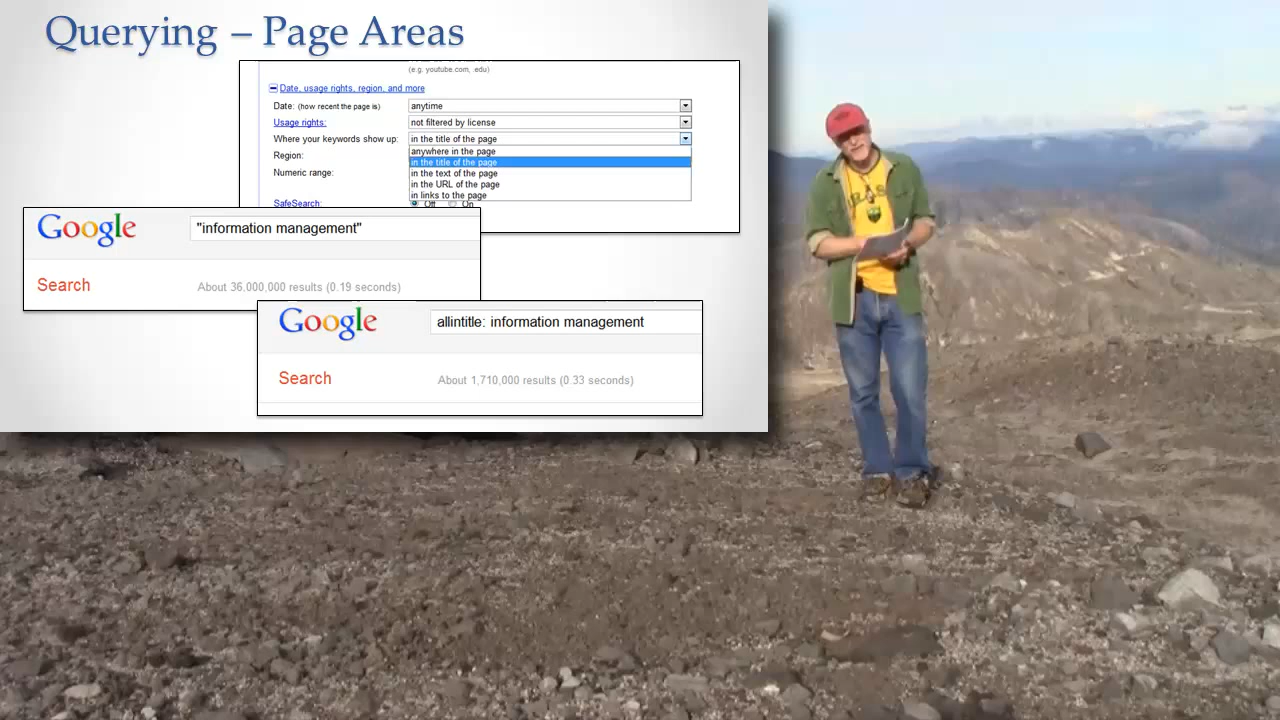 Querying – Page Areas
(e.g. youtube.com, .edu)
Date, usage rights, region, and more
Date: (how recent the page is) anytime
Usage rights: not filtered by license
Where your keywords show up: in the title of the page
anywhere in the page
Region: in the title of the page
Numeric range: in the text of the page
in the URL of the page
in links to the page
SafeSearch: Off On
Google "information management"
Search About 36,000,000 results (0.19 seconds)
Google allintitle: information management
Search About 1,710,000 results (0.33 seconds)